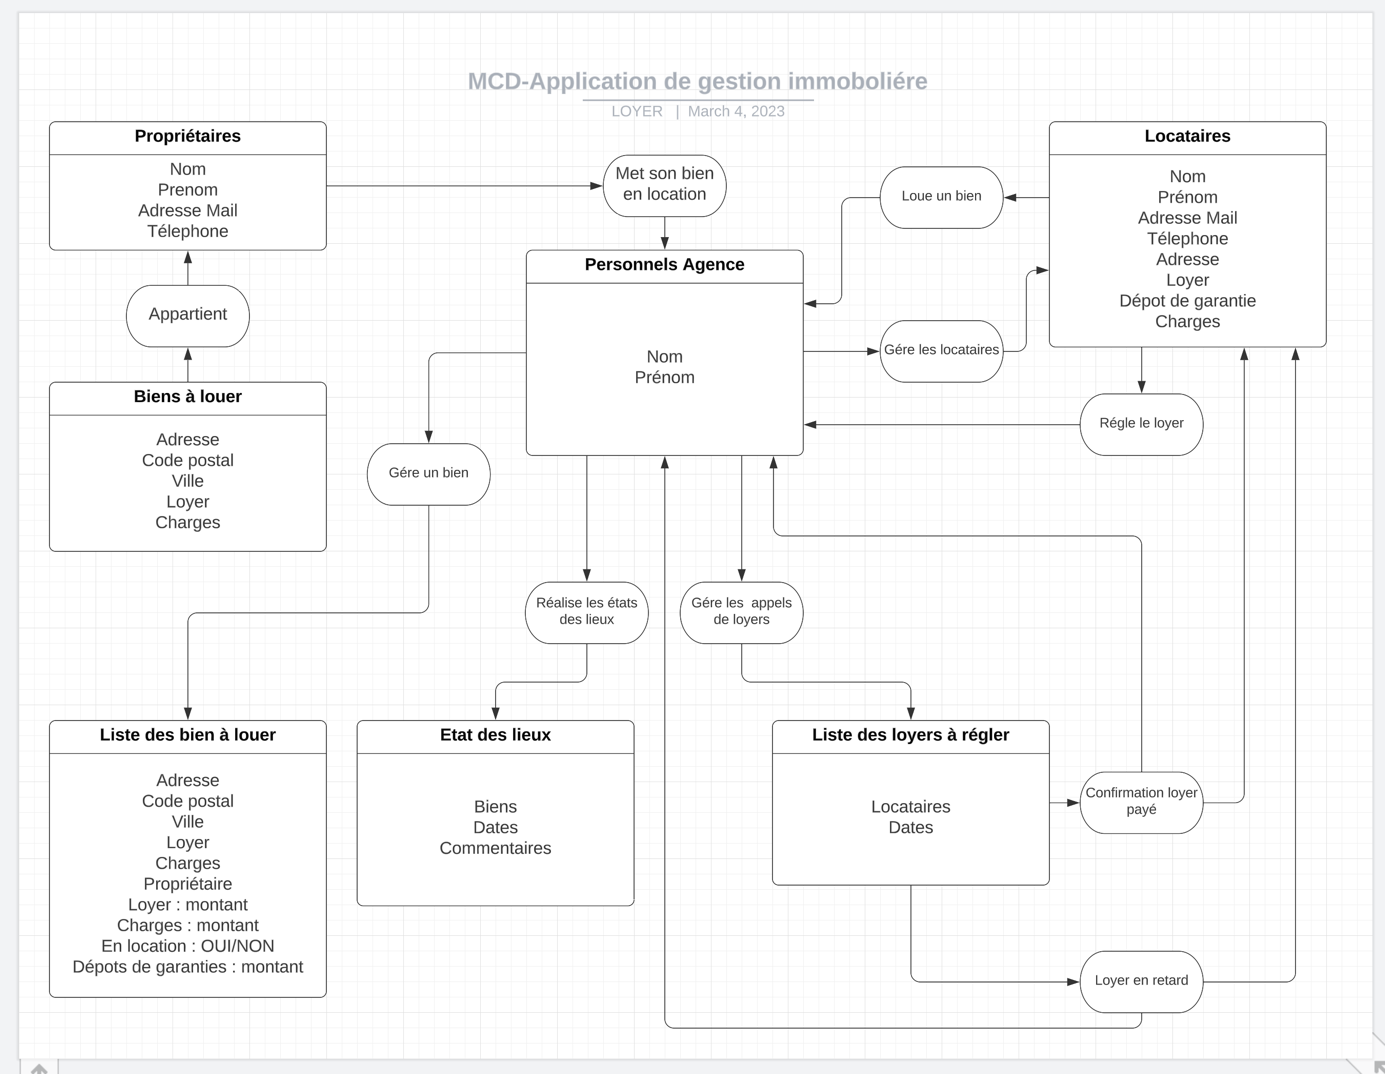 MCD-Application de gestion immoboliére
LOYER | March 4, 2023
Propriétaires
Nom
Prenom
Adresse Mail
Télephone
Met son bien
en location
Loue un bien
Locataires
Nom
Prénom
Adresse Mail
Télephone
Adresse
Loyer
Dépot de garantie
Charges
Personnels Agence
Nom
Prénom
Appartient
Gére les locataires
Biens à louer
Adresse
Code postal
Ville
Loyer
Charges
Gére un bien
Régle le loyer
Réalise les états
des lieux
Gére les  appels
de loyers
Liste des bien à louer
Adresse
Code postal
Ville
Loyer
Charges
Propriétaire
Loyer : montant
Charges : montant
En location : OUI/NON
Dépots de garanties : montant
Etat des lieux
Biens
Dates
Commentaires
Liste des loyers à régler
Locataires
Dates
Confirmation loyer
payé
Loyer en retard